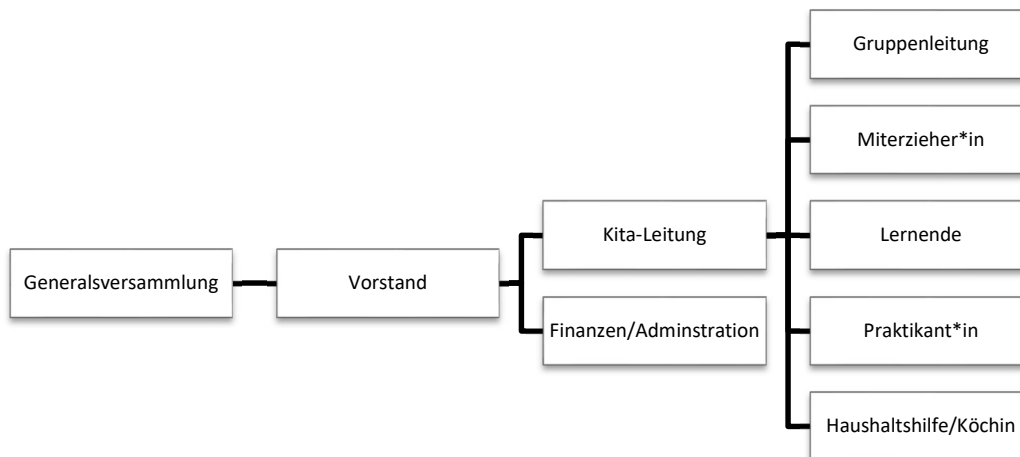 Generalsversammlung
Vorstand
Kita-Leitung
Finanzen/Adminstration
Gruppenleitung
Miterzieher*in
Lernende
Praktikant*in
Haushaltshilfe/Köchin